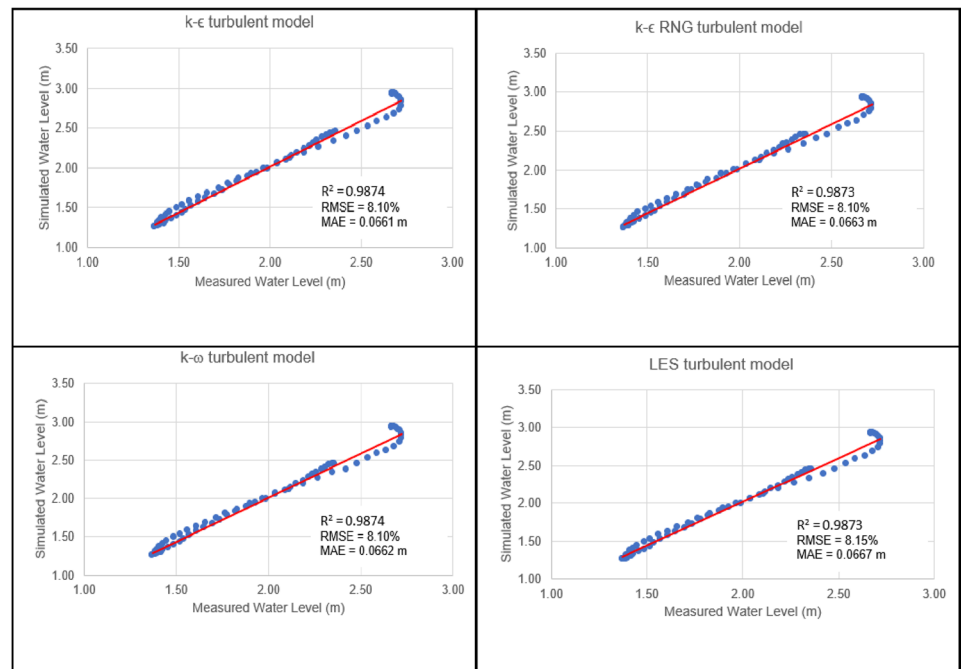 k-ϵ turbulent model
Simulated Water Level (m)
3.50
3.00
2.50
2.00
1.50
1.00
R² = 0.9874
RMSE = 8.10%
MAE = 0.0661 m
1.00 1.50 2.00 2.50 3.00
Measured Water Level (m)
k-ϵ RNG turbulent model
Simulated Water Level (m)
3.50
3.00
2.50
2.00
1.50
1.00
R² = 0.9873
RMSE = 8.10%
MAE = 0.0663 m
1.00 1.50 2.00 2.50 3.00
Measured Water Level (m)
k-ω turbulent model
Simulated Water Level (m)
3.50
3.00
2.50
2.00
1.50
1.00
R² = 0.9874
RMSE = 8.10%
MAE = 0.0662 m
1.00 1.50 2.00 2.50 3.00
Measured Water Level (m)
LES turbulent model
Simulated Water Level (m)
3.50
3.00
2.50
2.00
1.50
1.00
R² = 0.9873
RMSE = 8.15%
MAE = 0.0667 m
1.00 1.50 2.00 2.50 3.00
Measured Water Level (m)